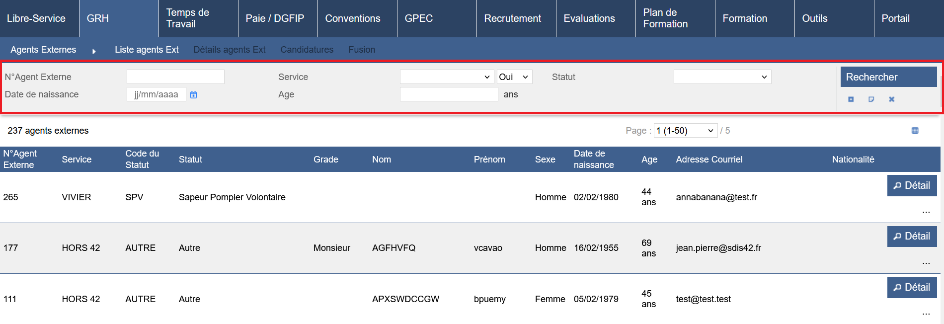 Libre-Service GRH Temps de Travail Paie / DGFIP Conventions GPEC Recrutement Evaluations Plan de Formation Formation Outils Portail
Agents Externes Liste agents Ext Détails agents Ext Candidatures Fusion
N°Agent Externe Service Oui Statut Rechercher
Date de naissance jj/mm/aaaa Age ans
237 agents externes Page : 1 (1-50) / 5
N°Agent Externe Service Code du Statut Statut Grade Nom Prénom Sexe Date de naissance Age Adresse Courriel Nationalité
265 VIVIER SPV Sapeur Pompier Volontaire Homme 02/02/1980 44 ans annabanana@test.fr Détail
...
177 HORS 42 AUTRE Autre Monsieur AGFHVFQ vcavao Homme 16/02/1955 69 ans jean.pierre@sdis42.fr Détail
...
111 HORS 42 AUTRE Autre APXSWDCCGW bpuemy Femme 05/02/1979 45 ans test@test.test Détail
...